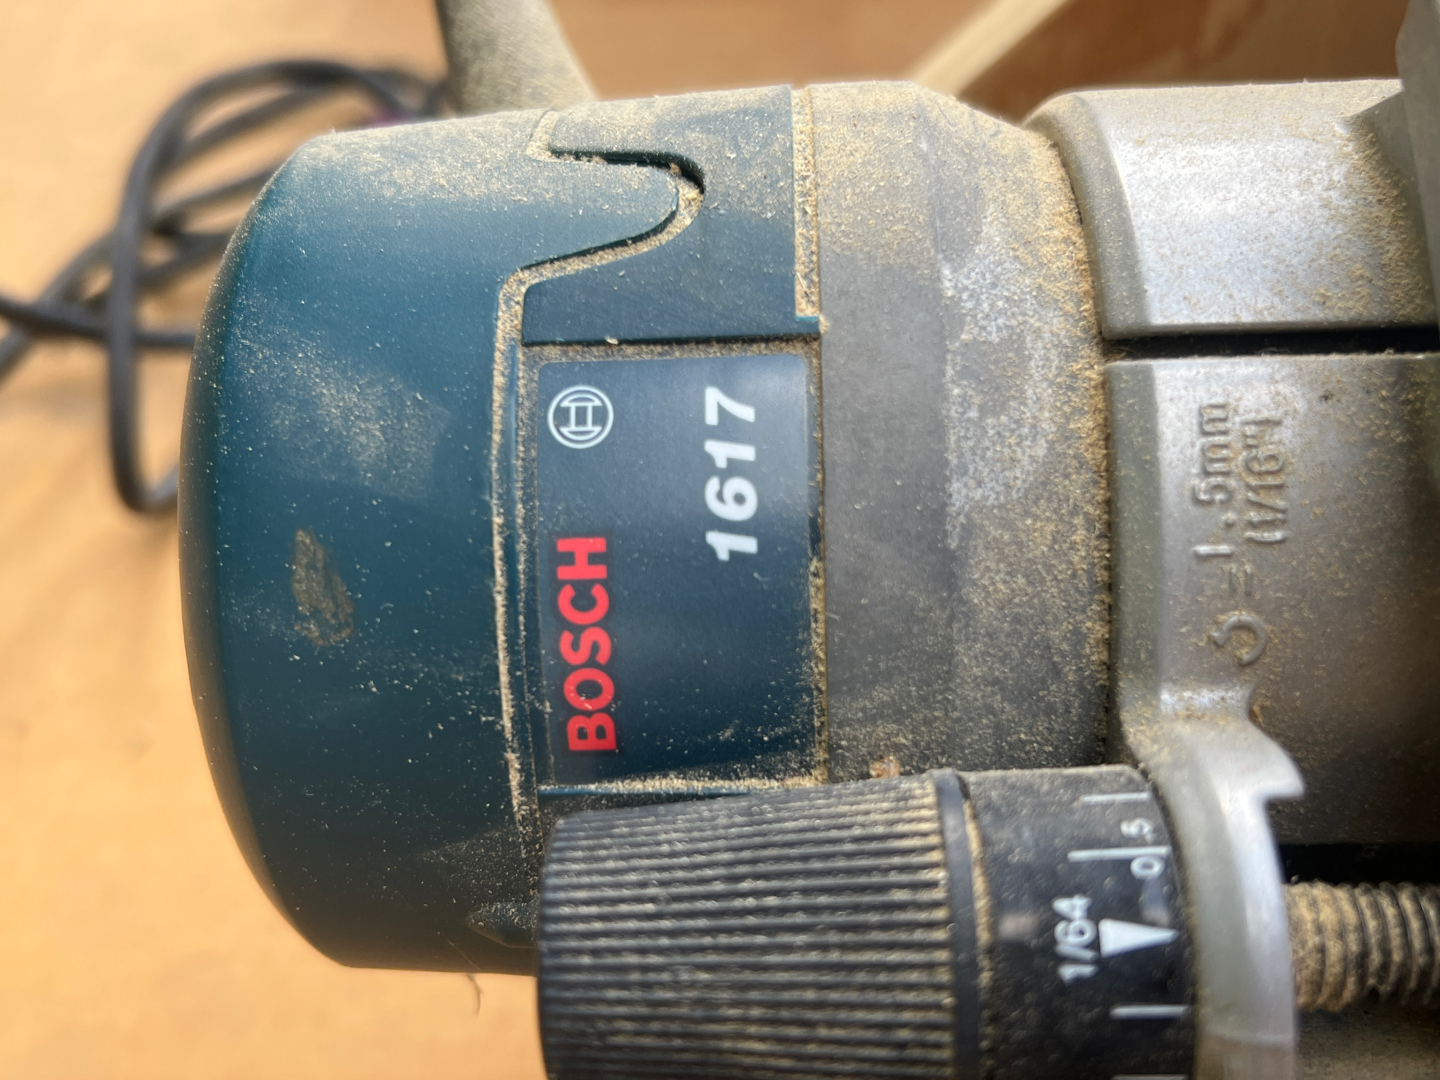 BOSCH
1617
= 1.5mm
(1/16")
1/64
0
.5